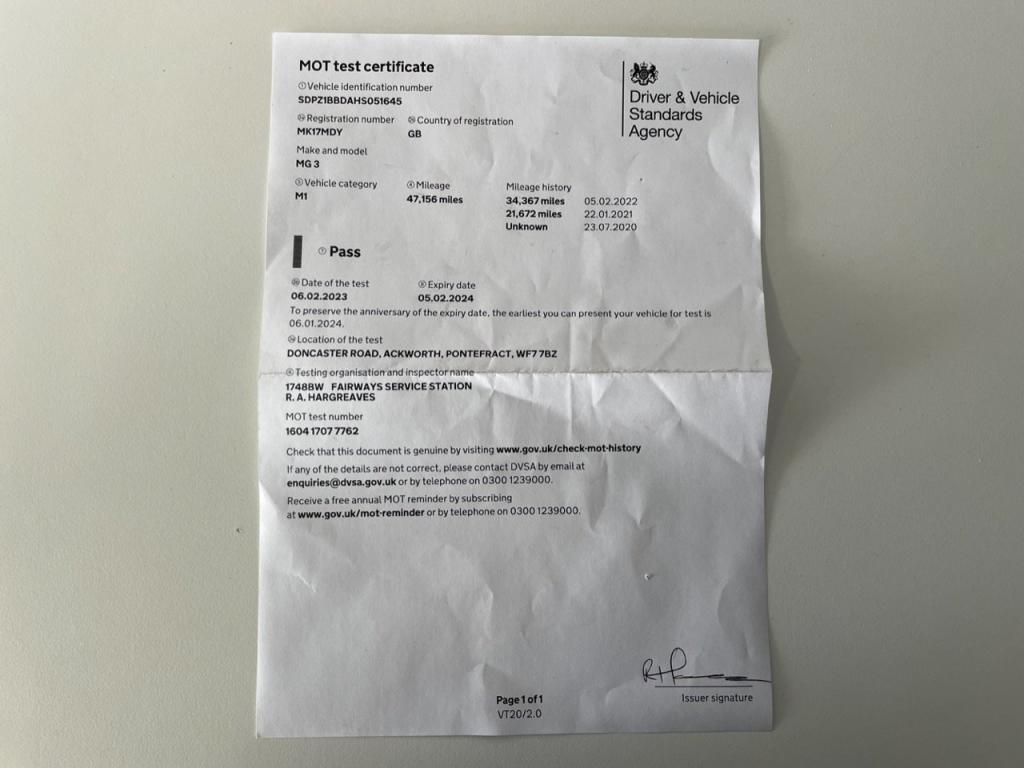 MOT test certificate
Driver & Vehicle
Standards
Agency
Vehicle identification number
SDPZ1BBDAHS051645
Registration number Country of registration
MK17MDY GB
Make and model
MG 3
Vehicle category Mileage Mileage history
M1 47,156 miles 34,367 miles 05.02.2022
21,672 miles 22.01.2021
Unknown 23.07.2020
Pass
Date of the test Expiry date
06.02.2023 05.02.2024
To preserve the anniversary of the expiry date, the earliest you can present your vehicle for test is
06.01.2024.
Location of the test
DONCASTER ROAD, ACKWORTH, PONTEFRACT, WF7 7BZ
Testing organisation and inspector name
1748BW FAIRWAYS SERVICE STATION
R. A. HARGREAVES
MOT test number
1604 1707 7762
Check that this document is genuine by visiting www.gov.uk/check-mot-history
If any of the details are not correct, please contact DVSA by email at
enquiries@dvsa.gov.uk or by telephone on 0300 1239000.
Receive a free annual MOT reminder by subscribing
at www.gov.uk/mot-reminder or by telephone on 0300 1239000.
Issuer signature
Page 1 of 1
VT20/2.0